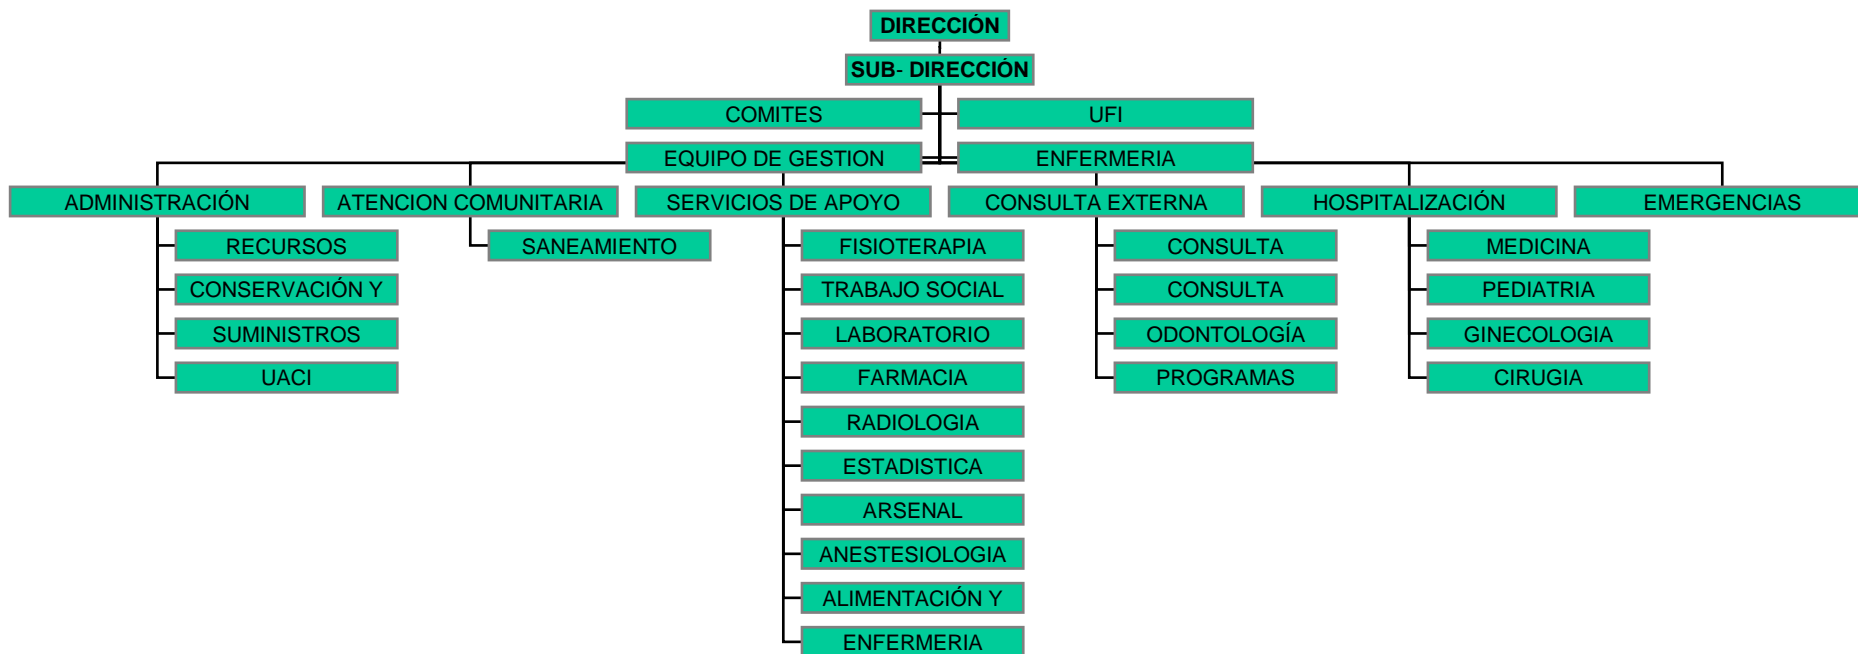 DIRECCIÓN
SUB- DIRECCIÓN
COMITES
UFI
EQUIPO DE GESTION
ENFERMERIA
ADMINISTRACIÓN
ATENCION COMUNITARIA
SERVICIOS DE APOYO
CONSULTA EXTERNA
HOSPITALIZACIÓN
EMERGENCIAS
RECURSOS
CONSERVACIÓN Y
SUMINISTROS
UACI
SANEAMIENTO
FISIOTERAPIA
TRABAJO SOCIAL
LABORATORIO
FARMACIA
RADIOLOGIA
ESTADISTICA
ARSENAL
ANESTESIOLOGIA
ALIMENTACIÓN Y
ENFERMERIA
CONSULTA
CONSULTA
ODONTOLOGÍA
PROGRAMAS
MEDICINA
PEDIATRIA
GINECOLOGIA
CIRUGIA